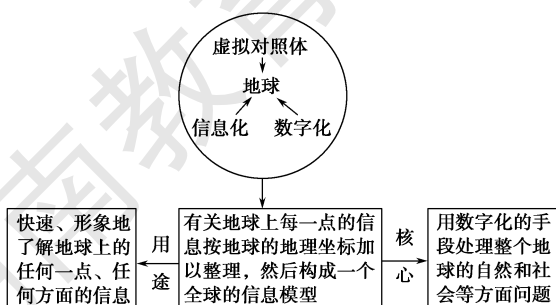 虚拟对照体
地球
信息化 数字化
快速、形象地
了解地球上的
任何一点、任
何方面的信息
用
途
有关地球上每一点的信
息按地球的地理坐标加
以整理，然后构成一个
全球的信息模型
核
心
用数字化的手
段处理整个地
球的自然和社
会等方面问题
南教育